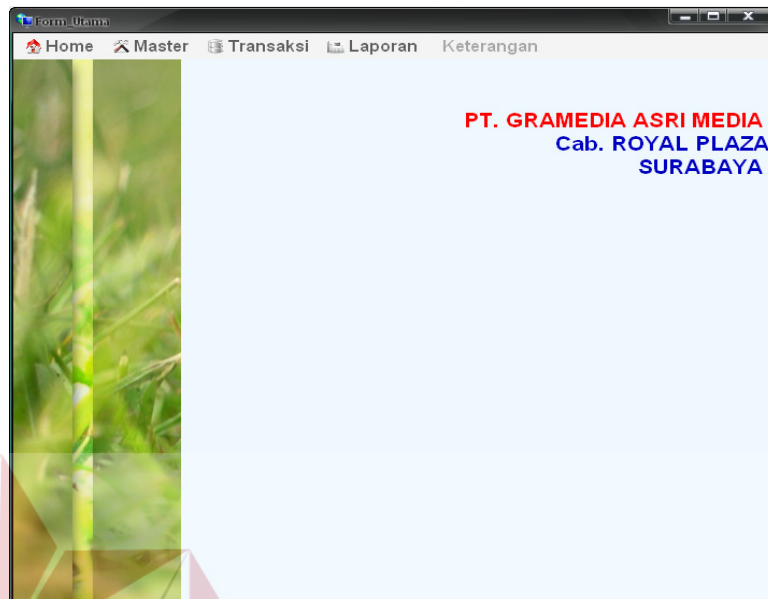 Form_Utama
Home Master Transaksi Laporan Keterangan
PT. GRAMEDIA ASRI MEDIA
Cab. ROYAL PLAZA
SURABAYA